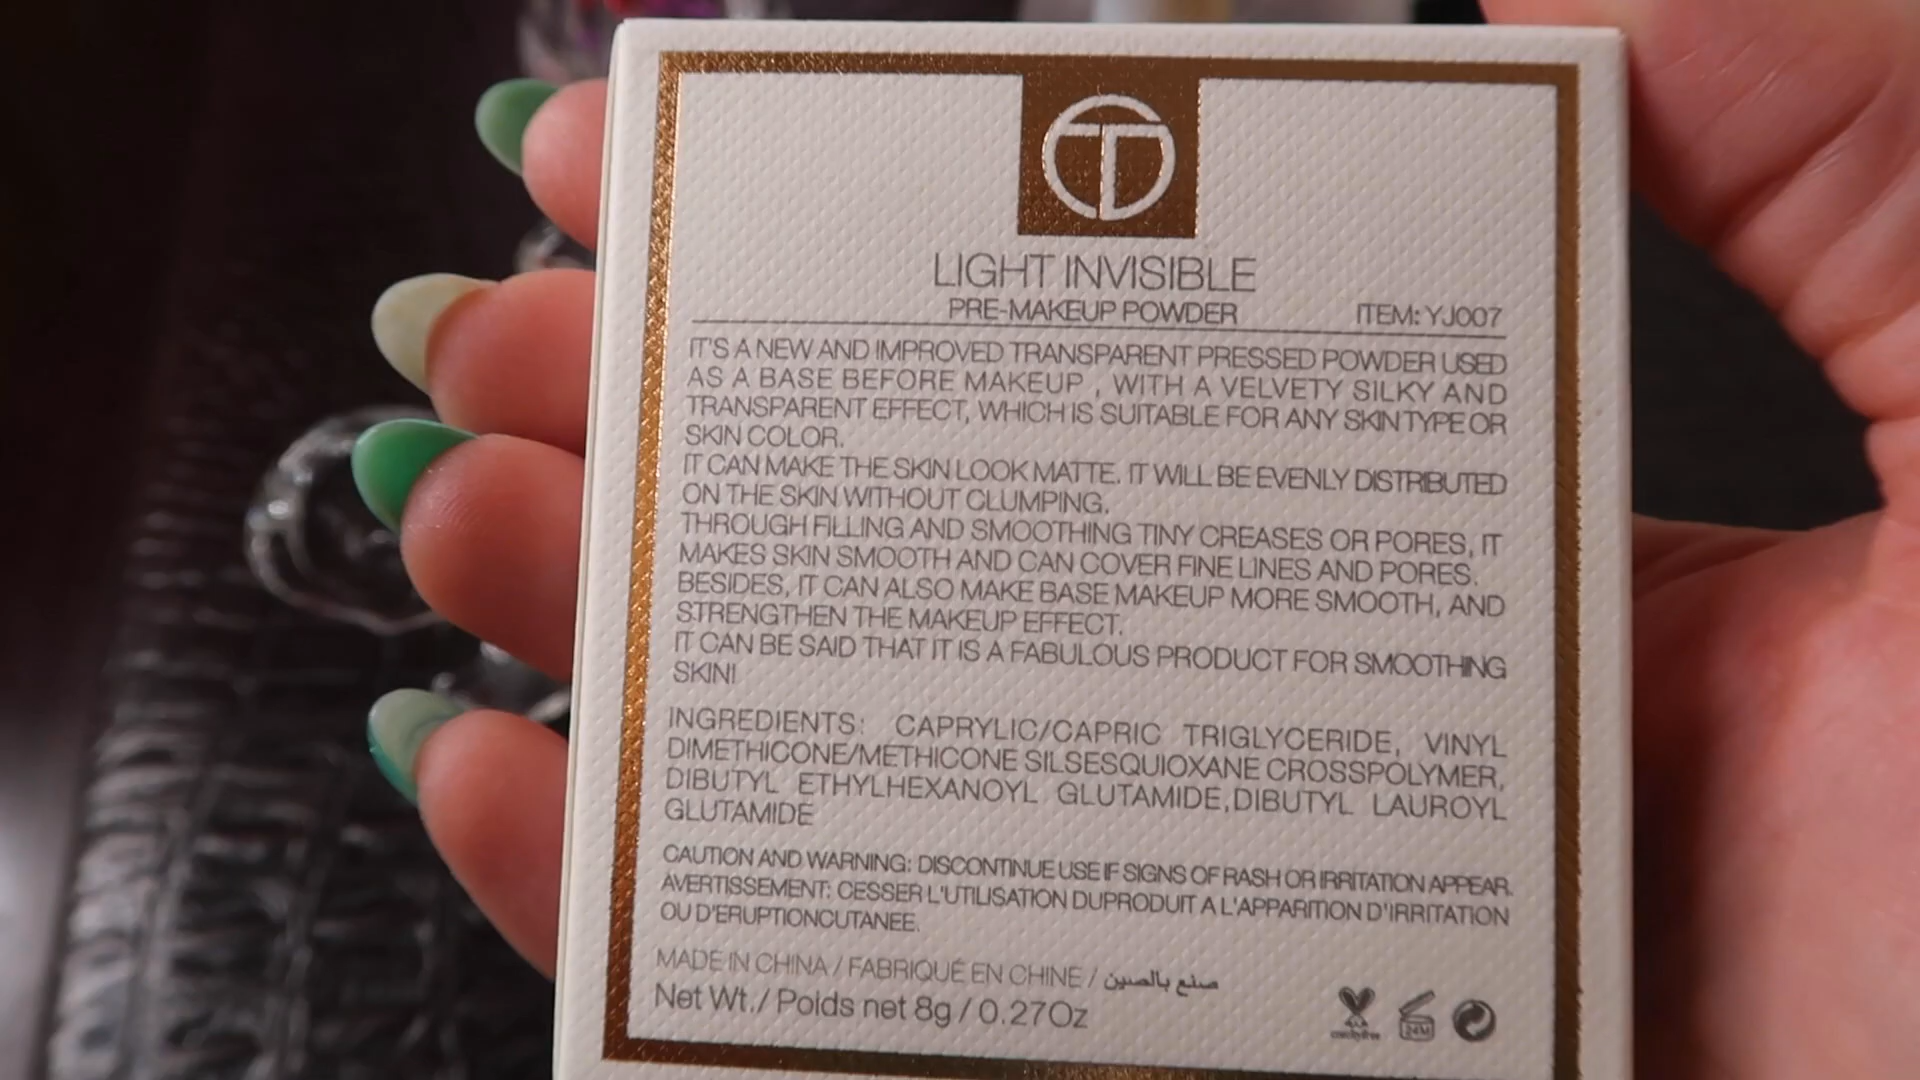 LIGHT INVISIBLE
PRE-MAKEUP POWDER ITEM: YJ007
IT'S A NEW AND IMPROVED TRANSPARENT PRESSED POWDER USED
AS A BASE BEFORE MAKEUP , WITH A VELVETY SILKY AND
TRANSPARENT EFFECT, WHICH IS SUITABLE FOR ANY SKIN TYPE OR
SKIN COLOR.
IT CAN MAKE THE SKIN LOOK MATTE. IT WILL BE EVENLY DISTRIBUTED
ON THE SKIN WITHOUT CLUMPING.
THROUGH FILLING AND SMOOTHING TINY CREASES OR PORES, IT
MAKES SKIN SMOOTH AND CAN COVER FINE LINES AND PORES.
BESIDES, IT CAN ALSO MAKE BASE MAKEUP MORE SMOOTH, AND
STRENGTHEN THE MAKEUP EFFECT.
IT CAN BE SAID THAT IT IS A FABULOUS PRODUCT FOR SMOOTHING
SKIN!
INGREDIENTS: CAPRYLIC/CAPRIC TRIGLYCERIDE, VINYL
DIMETHICONE/METHICONE SILSESQUIOXANE CROSSPOLYMER,
DIBUTYL ETHYLHEXANOYL GLUTAMIDE,DIBUTYL LAUROYL
GLUTAMIDE
CAUTION AND WARNING: DISCONTINUE USE IF SIGNS OF RASH OR IRRITATION APPEAR.
AVERTISSEMENT: CESSER L'UTILISATION DUPRODUIT A L'APPARITION D'IRRITATION
OU D'ERUPTIONCUTANEE.
MADE IN CHINA / FABRIQUÉ EN CHINE / صنع بالصين
Net Wt./ Poids net 8g / 0.27Oz
24M